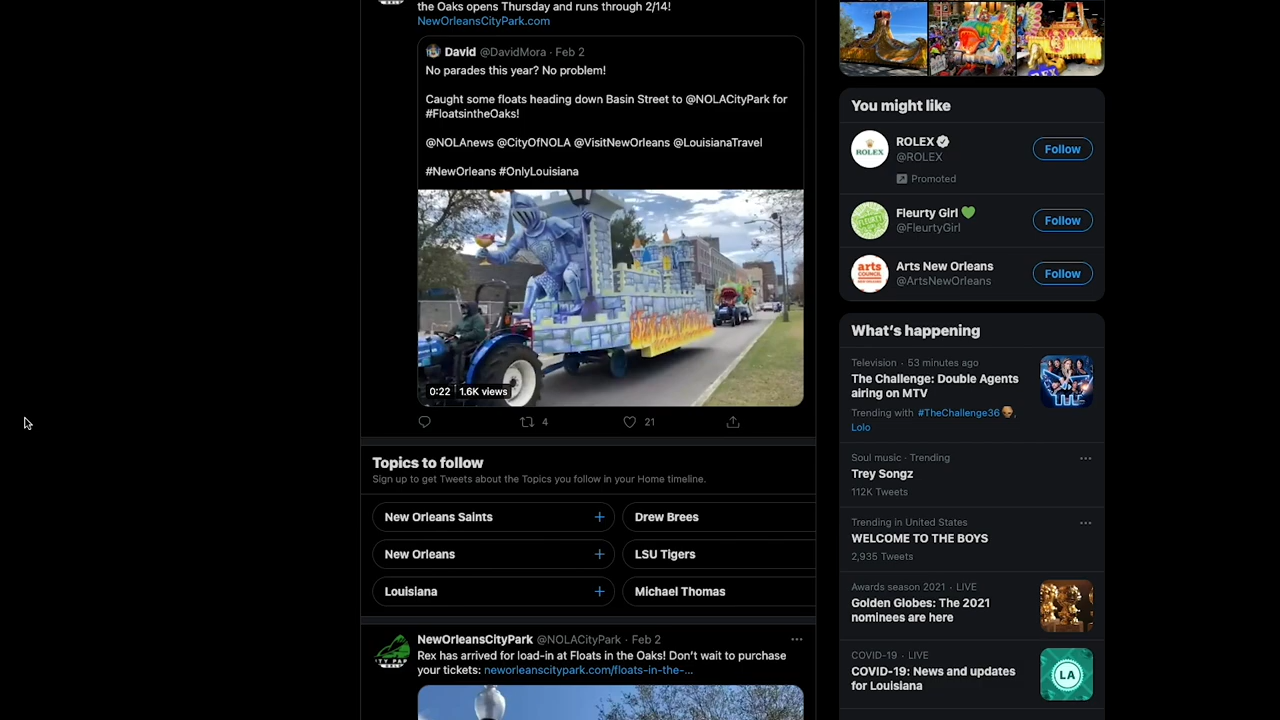 the Oaks opens Thursday and runs through 2/14!
NewOrleansCityPark.com
David @DavidMora · Feb 2
No parades this year? No problem!
Caught some floats heading down Basin Street to @NOLACityPark for
#FloatsintheOaks!
@NOLAnews @CityOfNOLA @VisitNewOrleans @LouisianaTravel
#NewOrleans #OnlyLouisiana
0:22 1.6K views
4 21
Topics to follow
Sign up to get Tweets about the Topics you follow in your Home timeline.
New Orleans Saints + Drew Brees
New Orleans + LSU Tigers
Louisiana + Michael Thomas
NewOrleansCityPark @NOLACityPark · Feb 2
Rex has arrived for load-in at Floats in the Oaks! Don't wait to purchase
your tickets: neworleanscitypark.com/floats-in-the-...
REX
You might like
ROLEX
ROLEX
@ROLEX
Follow
Promoted
Fleurty Girl 💚
@FleurtyGirl
Follow
arts
Arts New Orleans
@ArtsNewOrleans
Follow
What's happening
Television · 53 minutes ago
The Challenge: Double Agents
airing on MTV
Trending with #TheChallenge36,
Lolo
Soul music · Trending
Trey Songz
112K Tweets
Trending in United States
WELCOME TO THE BOYS
2,935 Tweets
Awards season 2021 · LIVE
Golden Globes: The 2021
nominees are here
COVID-19 · LIVE
COVID-19: News and updates
for Louisiana
LA